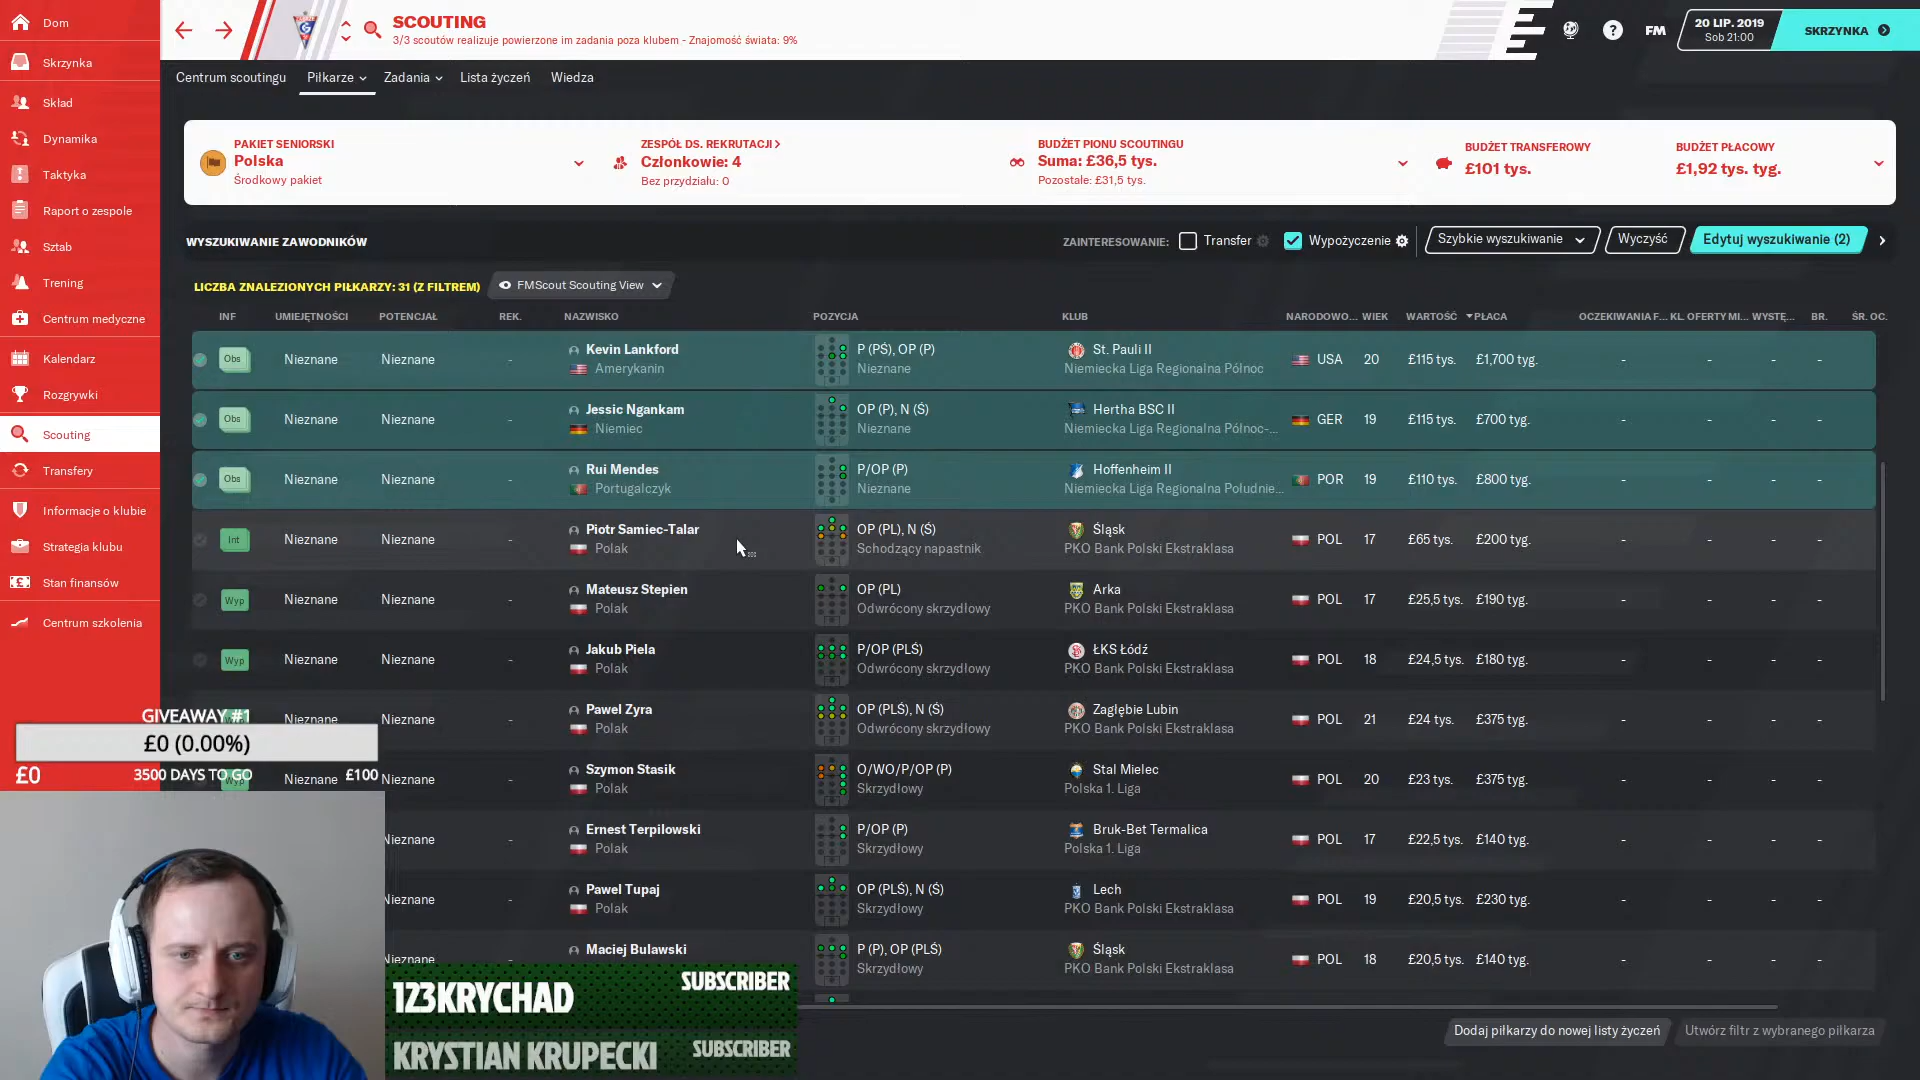 Dom
Skrzynka
Skład
Dynamika
Taktyka
Raport o zespole
Sztab
Trening
Centrum medyczne
Kalendarz
Rozgrywki
Scouting
Transfery
Informacje o klubie
Strategia klubu
Stan finansów
Centrum szkolenia
SCOUTING
3/3 scoutów realizuje powierzone im zadania poza klubem - Znajomość świata: 9%
FM
20 LIP. 2019
Sob 21:00
SKRZYNKA
Centrum scoutingu Piłkarze Zadania Lista życzeń Wiedza
PAKIET SENIORSKI
Polska
Środkowy pakiet
ZESPÓŁ DS. REKRUTACJI
Członkowie: 4
Bez przydziału: 0
BUDŻET PIONU SCOUTINGU
Suma: £36,5 tys.
Pozostałe: £31,5 tys.
BUDŻET TRANSFEROWY
£101 tys.
BUDŻET PŁACOWY
£1,92 tys. tyg.
WYSZUKIWANIE ZAWODNIKÓW
ZAINTERESOWANIE: Transfer Wypożyczenie Szybkie wyszukiwanie Wyczyść Edytuj wyszukiwanie (2)
LICZBA ZNALEZIONYCH PIŁKARZY: 31 (Z FILTREM) FMScout Scouting View
INF UMIEJĘTNOŚCI POTENCJAŁ REK. NAZWISKO POZYCJA KLUB NARODOWO... WIEK WARTOŚĆ PŁACA OCZEKIWANIA F... KL. OFERTY MI... WYSTĘ... BR. ŚR. OC.
Obs Nieznane Nieznane - Kevin Lankford P (PŚ), OP (P) St. Pauli II USA 20 £115 tys. £1,700 tyg. - - - -
Amerykanin Nieznane Niemiecka Liga Regionalna Północ
Obs Nieznane Nieznane - Jessic Ngankam OP (P), N (Ś) Hertha BSC II GER 19 £115 tys. £700 tyg. - - - -
Niemiec Nieznane Niemiecka Liga Regionalna Północ-...
Obs Nieznane Nieznane - Rui Mendes P/OP (P) Hoffenheim II POR 19 £110 tys. £800 tyg. - - - -
Portugalczyk Nieznane Niemiecka Liga Regionalna Południe...
Int Nieznane Nieznane - Piotr Samiec-Talar OP (PL), N (Ś) Śląsk POL 17 £65 tys. £200 tyg. - - - -
Polak Schodzący napastnik PKO Bank Polski Ekstraklasa
Wyp Nieznane Nieznane - Mateusz Stepien OP (PL) Arka POL 17 £25,5 tys. £190 tyg. - - - -
Polak Odwrócony skrzydłowy PKO Bank Polski Ekstraklasa
Wyp Nieznane Nieznane - Jakub Piela P/OP (PLŚ) ŁKS Łódź POL 18 £24,5 tys. £180 tyg. - - - -
Polak Odwrócony skrzydłowy PKO Bank Polski Ekstraklasa
Nieznane Nieznane - Pawel Zyra OP (PLŚ), N (Ś) Zagłębie Lubin POL 21 £24 tys. £375 tyg. - - - -
Polak Odwrócony skrzydłowy PKO Bank Polski Ekstraklasa
Wyp Nieznane Nieznane - Szymon Stasik O/WO/P/OP (P) Stal Mielec POL 20 £23 tys. £375 tyg. - - - -
Polak Skrzydłowy Polska 1. Liga
Nieznane - Ernest Terpilowski P/OP (P) Bruk-Bet Termalica POL 17 £22,5 tys. £140 tyg. - - - -
Polak Skrzydłowy Polska 1. Liga
Nieznane - Pawel Tupaj OP (PLŚ), N (Ś) Lech POL 19 £20,5 tys. £230 tyg. - - - -
Polak Skrzydłowy PKO Bank Polski Ekstraklasa
Nieznane - Maciej Bulawski P (P), OP (PLŚ) Śląsk POL 18 £20,5 tys. £140 tyg. - - - -
Skrzydłowy PKO Bank Polski Ekstraklasa
GIVEAWAY #1
£0 (0.00%)
£0 3500 DAYS TO GO £100
123KRYCHAD SUBSCRIBER
KRYSTIAN KRUPECKI SUBSCRIBER
Dodaj piłkarzy do nowej listy życzeń Utwórz filtr z wybranego piłkarza